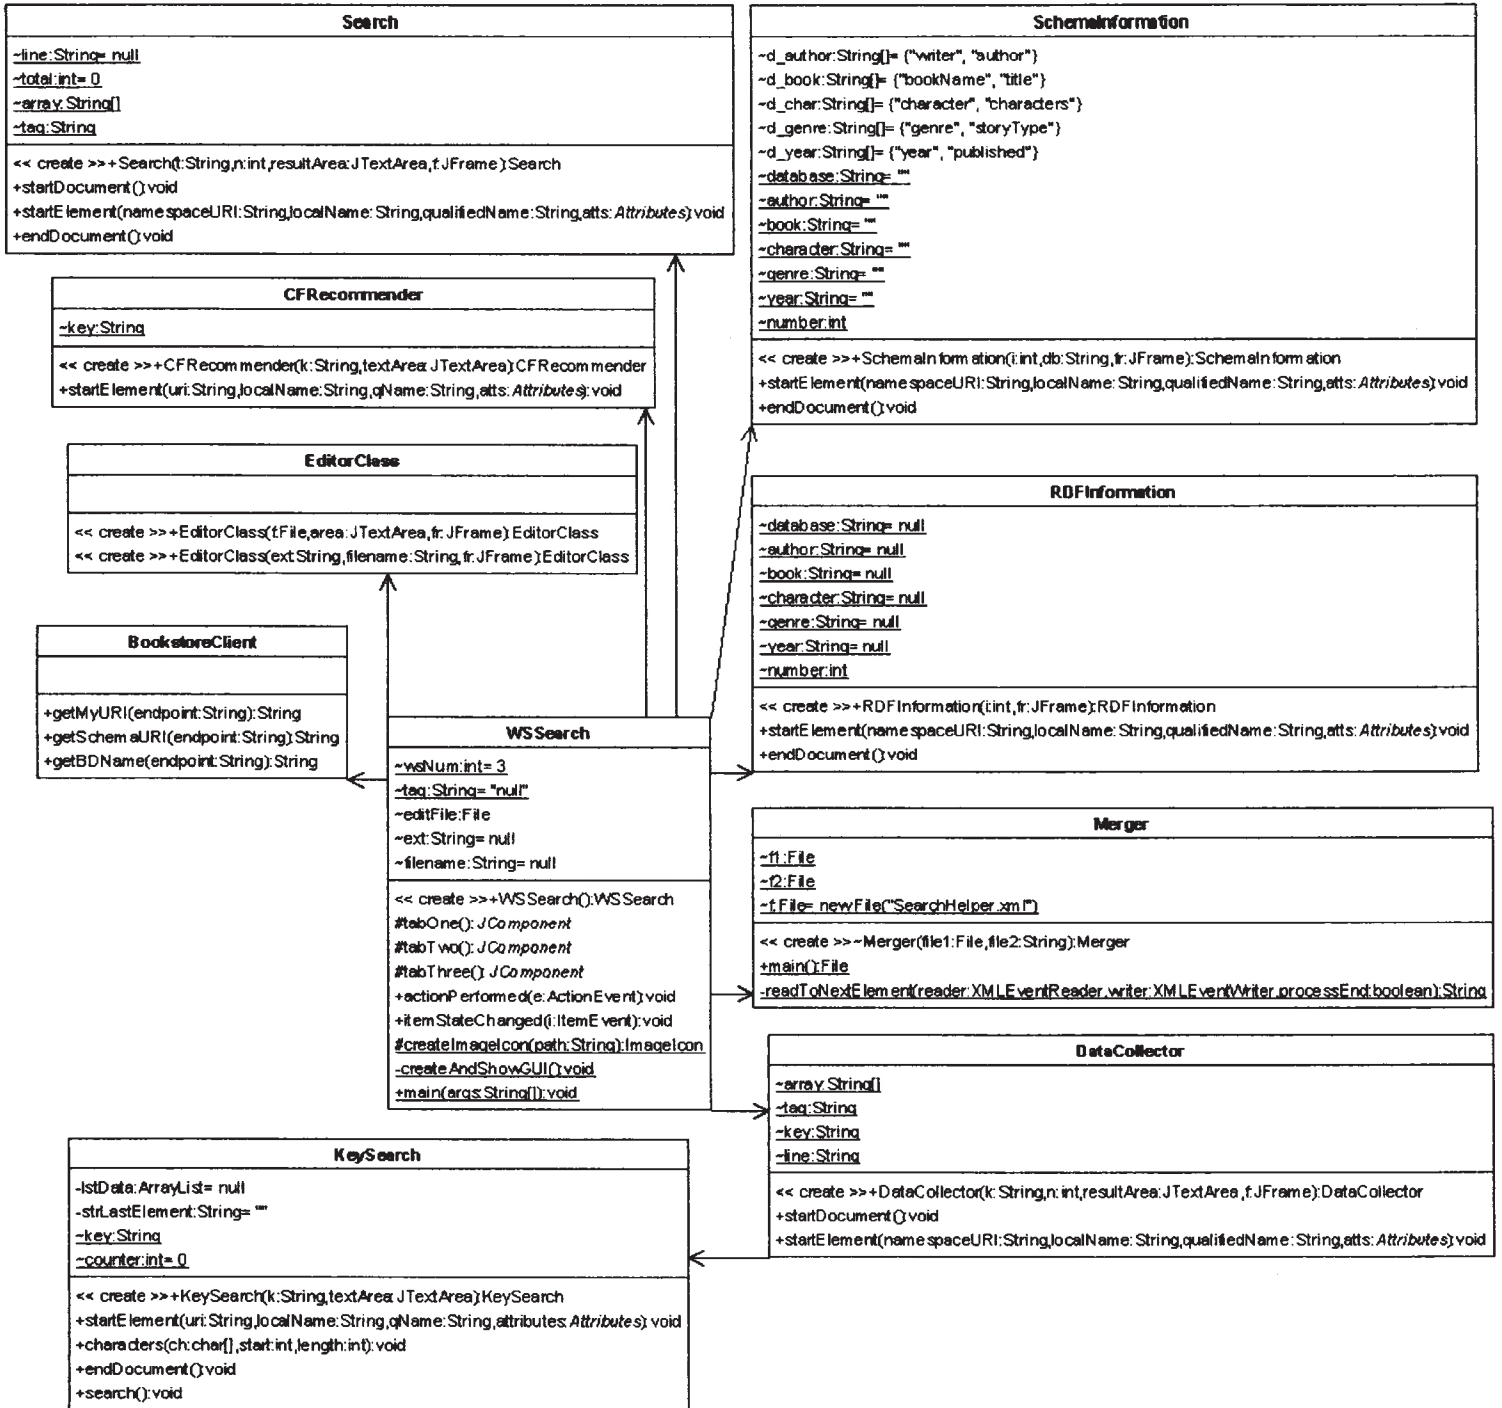 Search
~line:String= null
~total:int= 0
~array:String[]
~tag:String
<< create >>+Search(t:String,n:int,resultArea:JTextArea,f:JFrame):Search
+startDocument():void
+startElement(namespaceURI:String,localName:String,qualifiedName:String,atts:Attributes):void
+endDocument():void
SchemaInformation
~d_author:String[]= {"writer", "author"}
~d_book:String[]= {"bookName", "title"}
~d_char:String[]= {"character", "characters"}
~d_genre:String[]= {"genre", "storyType"}
~d_year:String[]= {"year", "published"}
~database:String= ""
~author:String= ""
~book:String= ""
~character:String= ""
~genre:String= ""
~year:String= ""
~number:int
<< create >>+SchemaInformation(i:int,db:String,fr:JFrame):SchemaInformation
+startElement(namespaceURI:String,localName:String,qualifiedName:String,atts:Attributes):void
+endDocument():void
CFRecommender
~key:String
<< create >>+CFRecommender(k:String,textArea:JTextArea):CFRecommender
+startElement(uri:String,localName:String,qName:String,atts:Attributes):void
EditorClass
<< create >>+EditorClass(f:File,area:JTextArea,fr:JFrame):EditorClass
<< create >>+EditorClass(ext:String,filename:String,fr:JFrame):EditorClass
RDFInformation
~database:String= null
~author:String= null
~book:String= null
~character:String= null
~genre:String= null
~year:String= null
~number:int
<< create >>+RDFInformation(i:int,fr:JFrame):RDFInformation
+startElement(namespaceURI:String,localName:String,qualifiedName:String,atts:Attributes):void
+endDocument():void
BookstoreClient
+getMyURI(endpoint:String):String
+getSchemaURI(endpoint:String):String
+getBDName(endpoint:String):String
WSSearch
~wsNum:int= 3
~tag:String= "null"
~editFile:File
~ext:String= null
~filename:String= null
<< create >>+WSSearch():WSSearch
#tabOne():JComponent
#tabTwo():JComponent
#tabThree():JComponent
+actionPerformed(e:ActionEvent):void
+itemStateChanged(i:ItemEvent):void
#createImageIcon(path:String):ImageIcon
-createAndShowGUI():void
+main(args:String[]):void
Merger
~f1:File
~f2:File
~f:File= new File("SearchHelper.xml")
<< create >>~Merger(file1:File,file2:String):Merger
+main():File
-readToNextElement(reader:XMLEventReader,writer:XMLEventWriter,processEnd:boolean):String
DataCollector
~array:String[]
~tag:String
~key:String
~line:String
<< create >>+DataCollector(k:String,n:int,resultArea:JTextArea,f:JFrame):DataCollector
+startDocument():void
+startElement(namespaceURI:String,localName:String,qualifiedName:String,atts:Attributes):void
KeySearch
-lstData:ArrayList= null
-strLastElement:String= ""
~key:String
~counter:int= 0
<< create >>+KeySearch(k:String,textArea:JTextArea):KeySearch
+startElement(uri:String,localName:String,qName:String,attributes:Attributes):void
+characters(ch:char[],start:int,length:int):void
+endDocument():void
+search():void